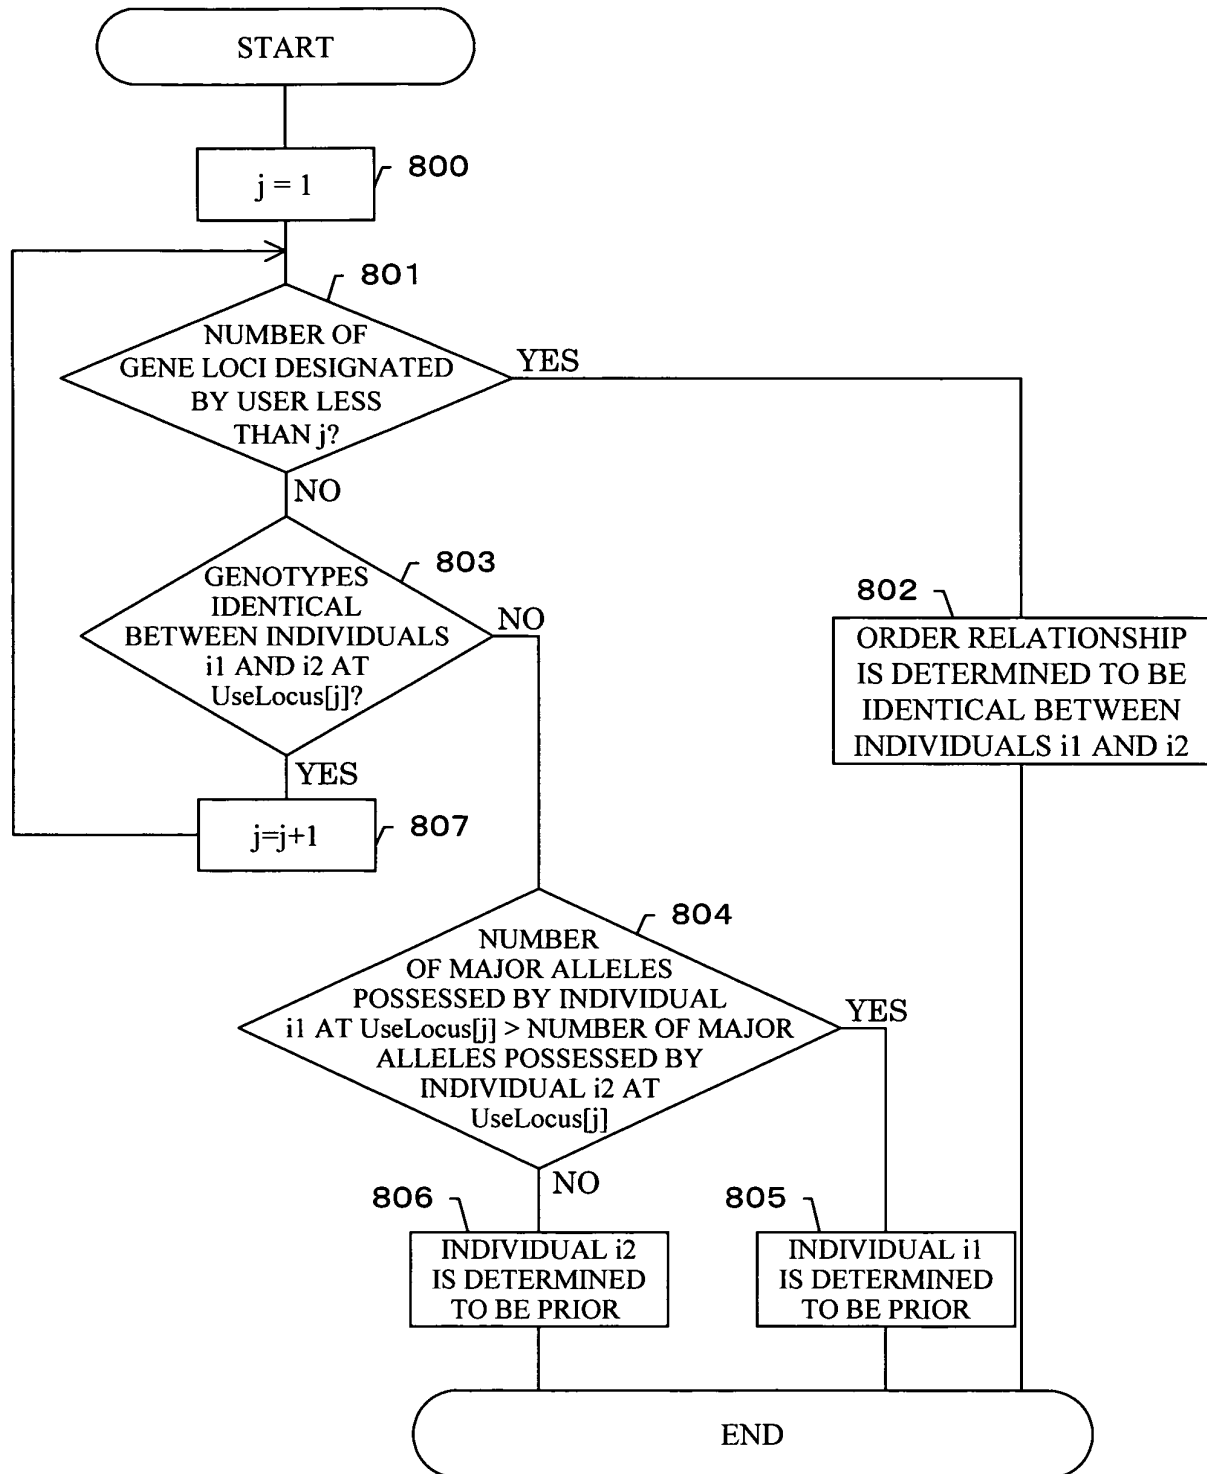 START
800
j = 1
801
NUMBER OF
GENE LOCI DESIGNATED
BY USER LESS
THAN j?
YES
NO
803
GENOTYPES
IDENTICAL
BETWEEN INDIVIDUALS
i1 AND i2 AT
UseLocus[j]?
NO
YES
802
ORDER RELATIONSHIP
IS DETERMINED TO BE
IDENTICAL BETWEEN
INDIVIDUALS i1 AND i2
807
j=j+1
804
NUMBER
OF MAJOR ALLELES
POSSESSED BY INDIVIDUAL
i1 AT UseLocus[j] > NUMBER OF MAJOR
ALLELES POSSESSED BY
INDIVIDUAL i2 AT
UseLocus[j]
YES
NO
806
INDIVIDUAL i2
IS DETERMINED
TO BE PRIOR
805
INDIVIDUAL i1
IS DETERMINED
TO BE PRIOR
END